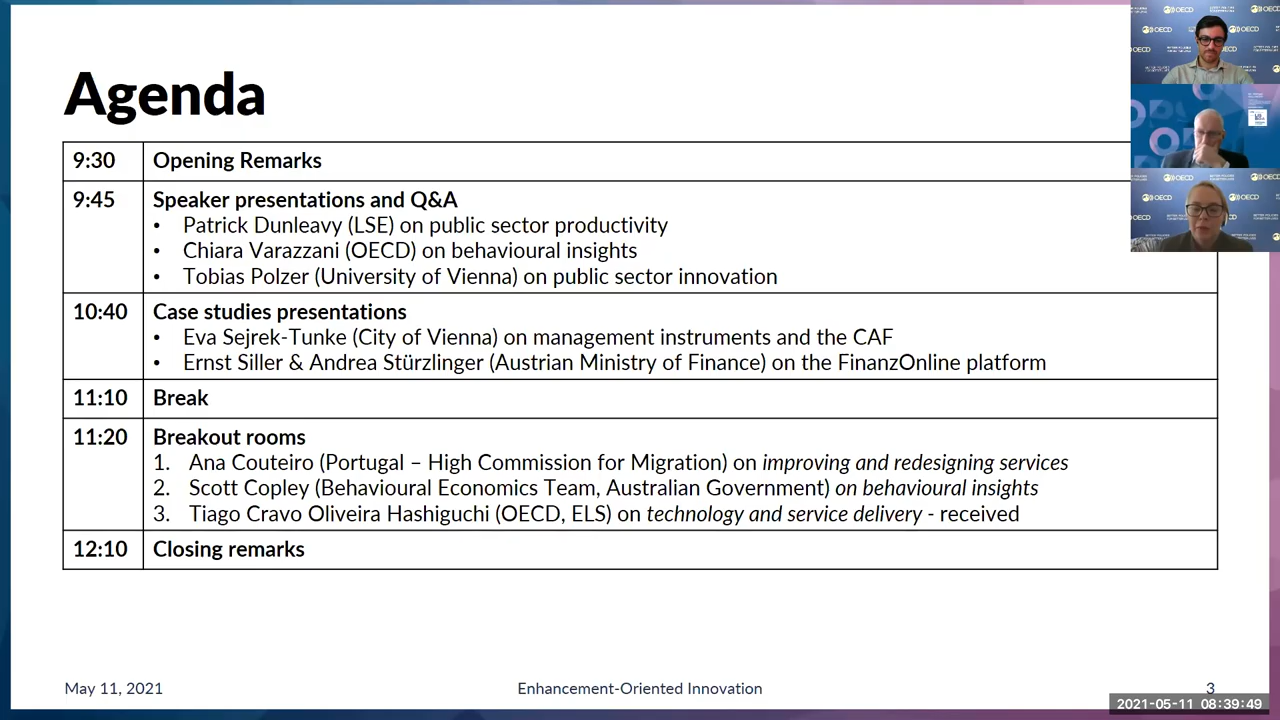 Agenda
9:30 Opening Remarks
9:45 Speaker presentations and Q&A
• Patrick Dunleavy (LSE) on public sector productivity
• Chiara Varazzani (OECD) on behavioural insights
• Tobias Polzer (University of Vienna) on public sector innovation
10:40 Case studies presentations
• Eva Sejrek-Tunke (City of Vienna) on management instruments and the CAF
• Ernst Siller & Andrea Stürzlinger (Austrian Ministry of Finance) on the FinanzOnline platform
11:10 Break
11:20 Breakout rooms
1. Ana Couteiro (Portugal – High Commission for Migration) on improving and redesigning services
2. Scott Copley (Behavioural Economics Team, Australian Government) on behavioural insights
3. Tiago Cravo Oliveira Hashiguchi (OECD, ELS) on technology and service delivery - received
12:10 Closing remarks
May 11, 2021
Enhancement-Oriented Innovation
3
2021-05-11 08:39:49
OECD
OECD
OECD
OECD